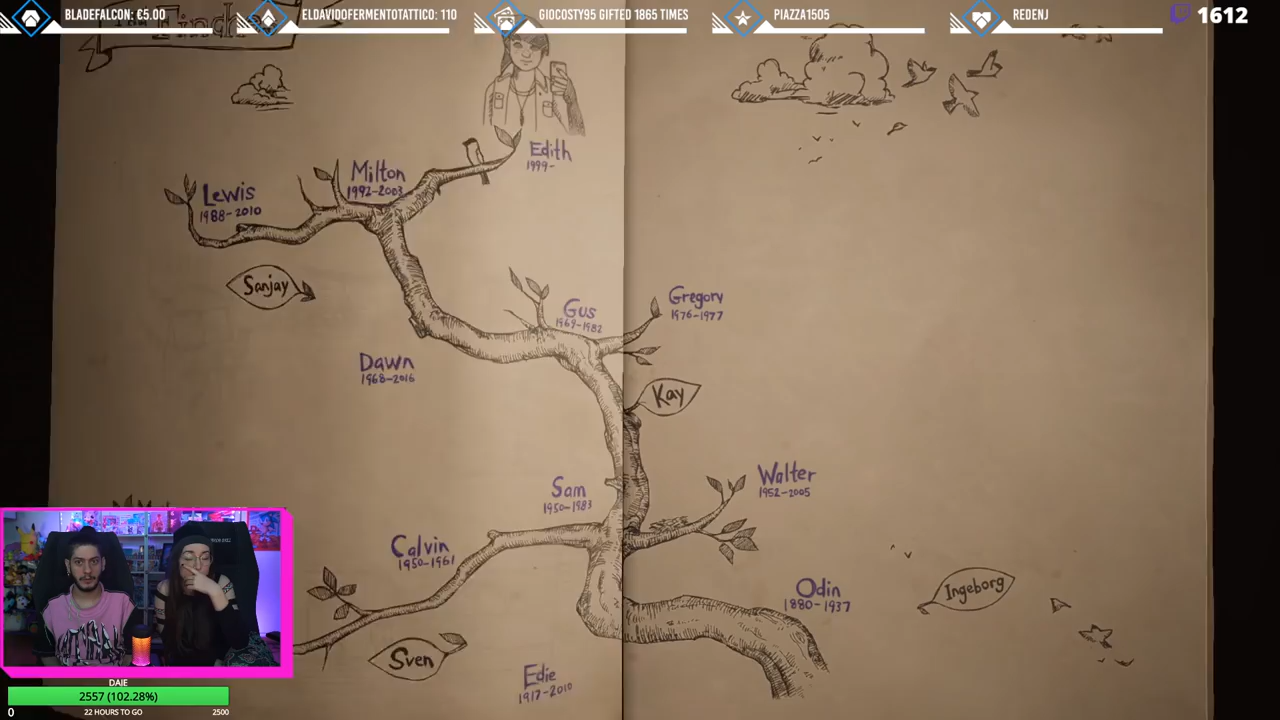 BLADEFALCON: €5.00
ELDAVIDOFERMENTOTATTICO: 110
GIOCOSTY95 GIFTED 1865 TIMES
PIAZZA1505
REDENJ
1612
Finch
Edith
1999-
Milton
1992-2003
Lewis
1988-2010
Sanjay
Gus
1969-1982
Gregory
1976-1977
Dawn
1968-2016
Kay
Sam
1950-1983
Walter
1952-2005
Calvin
1950-1961
Odin
1880-1937
Ingeborg
Sven
Edie
1917-2010
DAIE
2557 (102.28%)
0
22 HOURS TO GO
2500